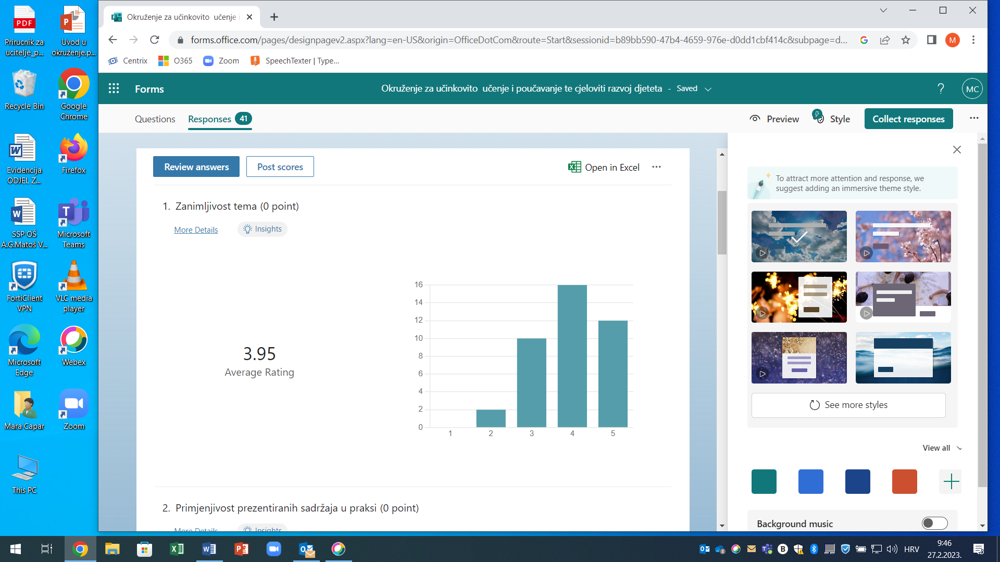 Prirucnik za
ucitelje_p...
Uvod u
okruženje.p...
Recycle Bin
Google
Chrome
Evidencija
ODJEL Z...
Firefox
SSP OŠ
A.G.Matoš V...
Microsoft
Teams
FortiClient
VPN
VLC media
player
Microsoft
Edge
Webex
Mara Capar
Zoom
This PC
Okruženje za učinkovito učenje i
forms.office.com/pages/designpagev2.aspx?lang=en-US&origin=OfficeDotCom&route=Start&sessionid=b89bb590-47b4-4659-976e-d0dd1cbf414c&subpage=d...
M
Centrix
O365
Zoom
SpeechTexter | Type...
Forms
Okruženje za učinkovito učenje i poučavanje te cjeloviti razvoj djeteta - Saved
? MC
Questions
Responses 41
Preview
Style
Collect responses
Review answers
Post scores
Open in Excel
1. Zanimljivost tema (0 point)
More Details
Insights
3.95
Average Rating
16
14
12
10
8
6
4
2
0
1 2 3 4 5
2. Primjenjivost prezentiranih sadržaja u praksi (0 point)
More Details
Insights
To attract more attention and response, we
suggest adding an immersive theme style.
See more styles
View all
Background music
HRV
9:46
27.2.2023.